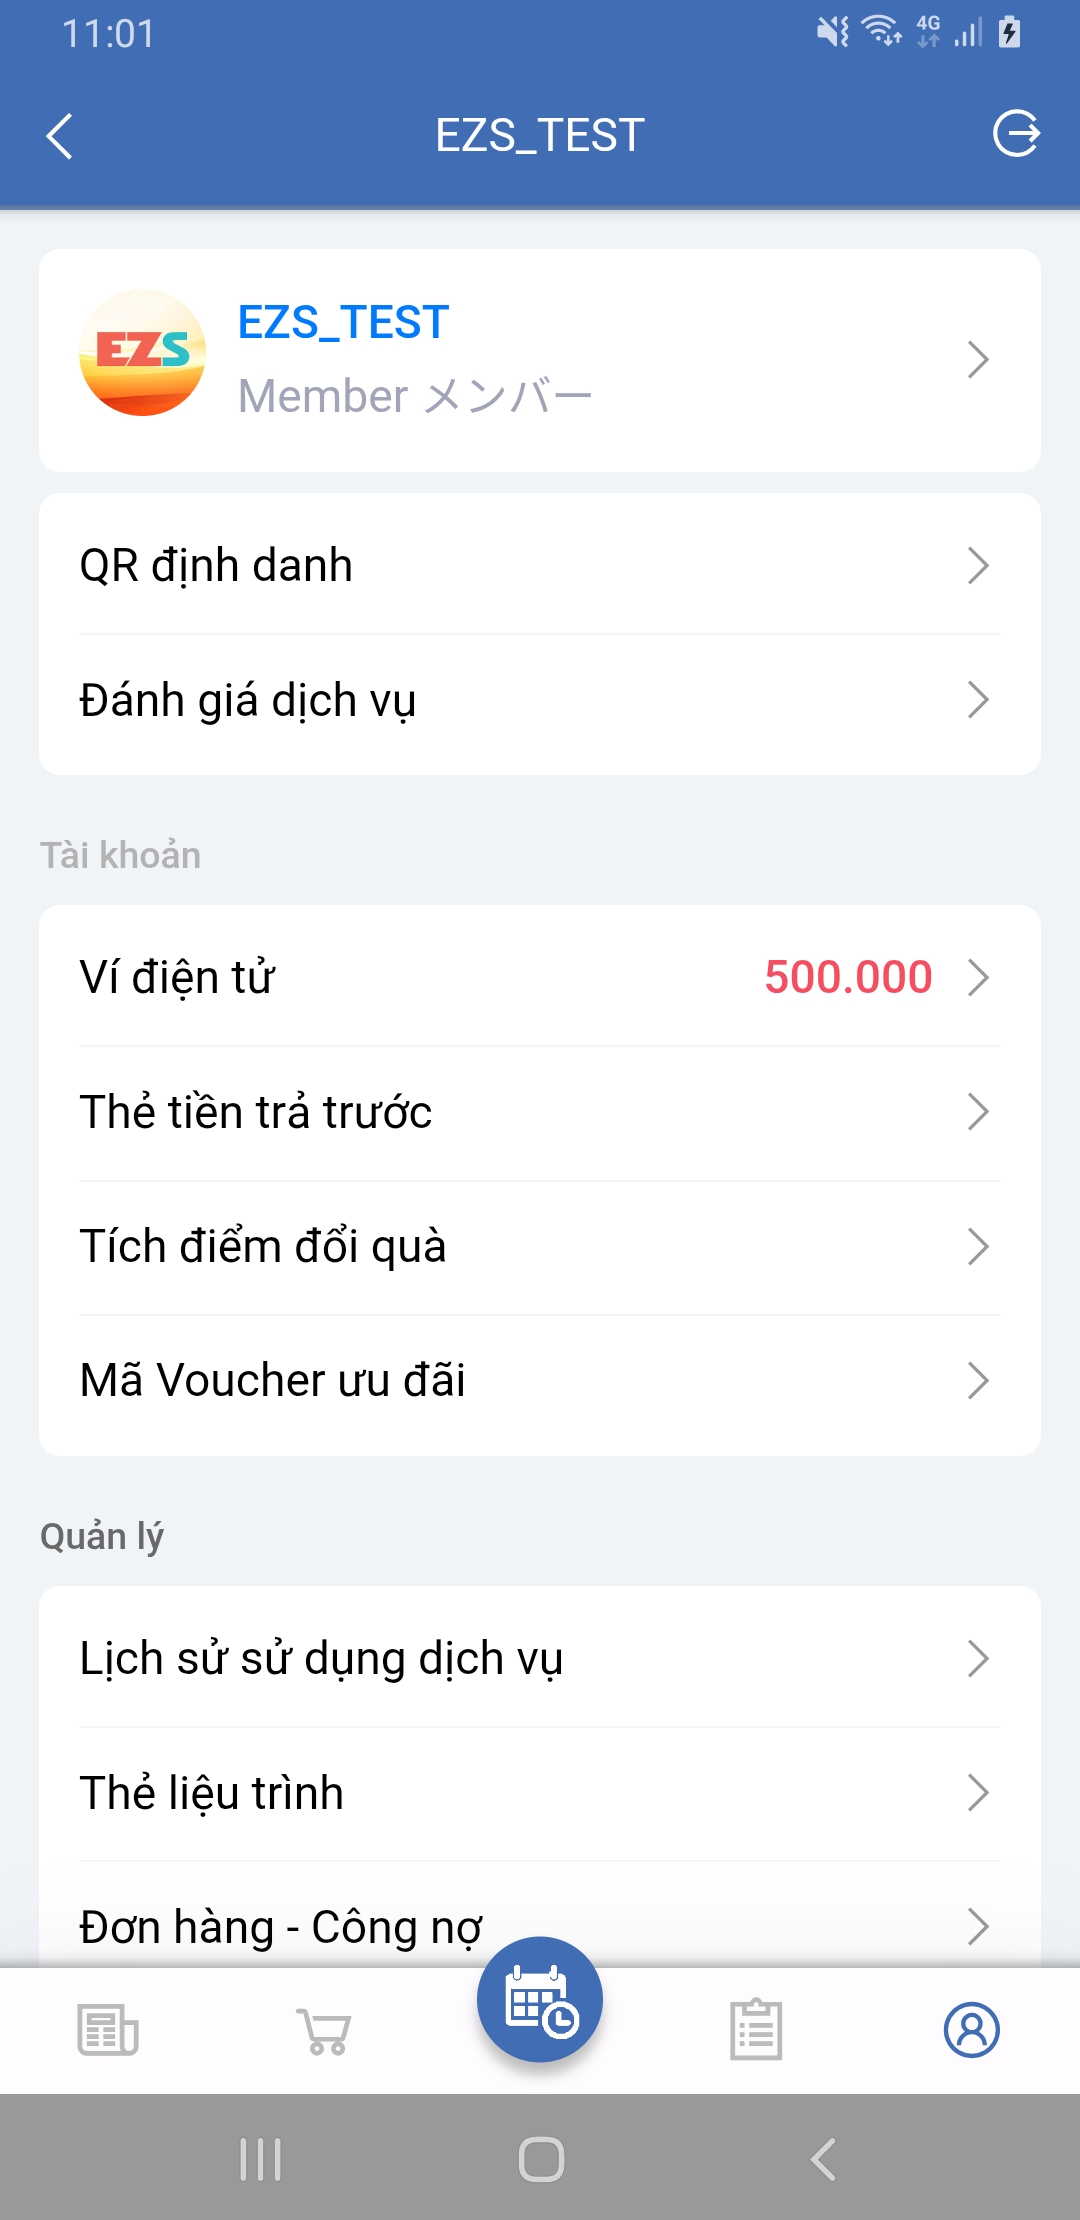 11:01
4G
EZS_TEST
EZS
EZS_TEST
Member メンバー
QR định danh
Đánh giá dịch vụ
Tài khoản
Ví điện tử 500.000
Thẻ tiền trả trước
Tích điểm đổi quà
Mã Voucher ưu đãi
Quản lý
Lịch sử sử dụng dịch vụ
Thẻ liệu trình
Đơn hàng - Công nợ